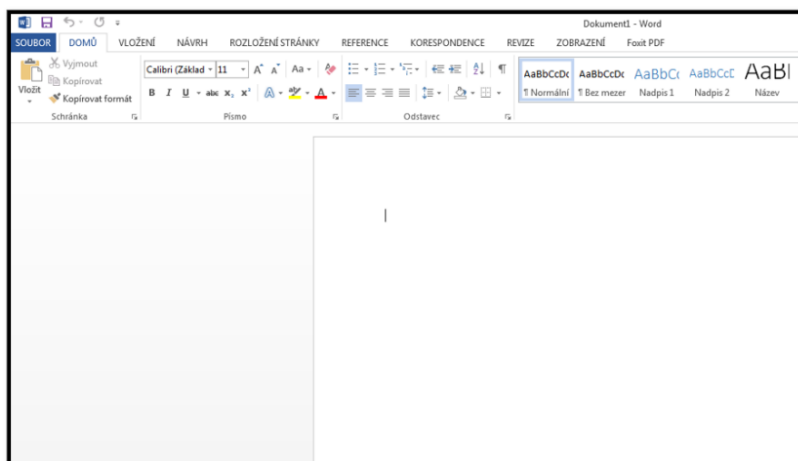 Dokument1 - Word
SOUBOR DOMŮ VLOŽENÍ NÁVRH ROZLOŽENÍ STRÁNKY REFERENCE KORESPONDENCE REVIZE ZOBRAZENÍ Foxit PDF
Vložit
Vyjmout
Kopírovat
Kopírovat formát
Schránka
Calibri (Základ 11 A A Aa
B I U abc X₂ X² A aby A
Písmo
Odstavec
AaBbCcDc AaBbCcDc AaBbCc AaBbCcD AaBl
¶ Normální ¶ Bez mezer Nadpis 1 Nadpis 2 Název